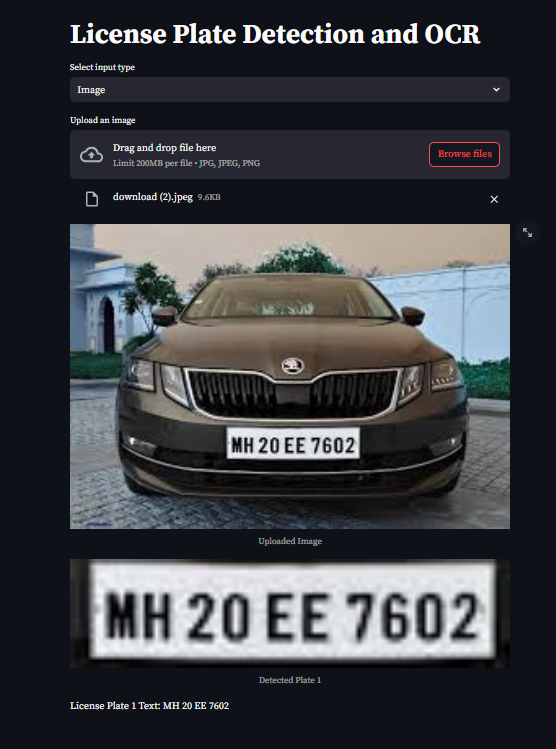 License Plate Detection and OCR
Select input type
Image
Upload an image
Drag and drop file here
Limit 200MB per file • JPG, JPEG, PNG
Browse files
download (2).jpeg 9.6KB
MH 20 EE 7602
Uploaded Image
MH 20 EE 7602
Detected Plate 1
License Plate 1 Text: MH 20 EE 7602